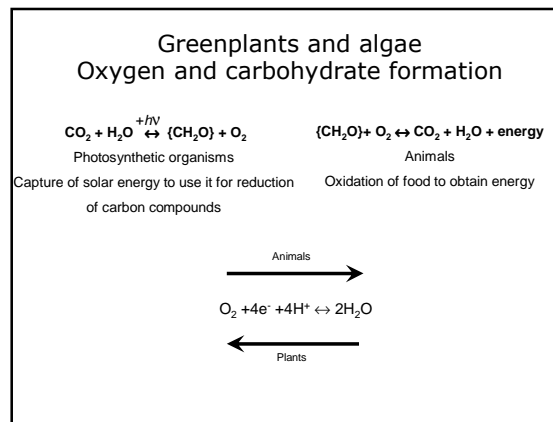 Greenplants and algae
Oxygen and carbohydrate formation
+hν
CO₂ + H₂O ↔ {CH₂O} + O₂
Photosynthetic organisms
Capture of solar energy to use it for reduction
of carbon compounds
{CH₂O}+ O₂ ↔ CO₂ + H₂O + energy
Animals
Oxidation of food to obtain energy
Animals
O₂ +4e⁻ +4H⁺ ↔ 2H₂O
Plants